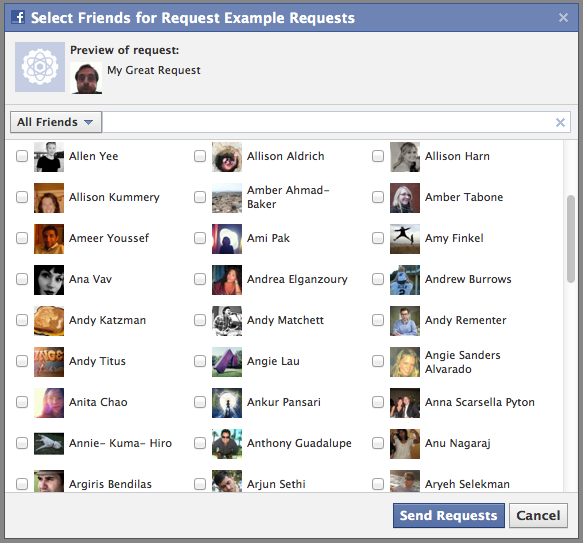 Select Friends for Request Example Requests
Preview of request:
My Great Request
All Friends
Allen Yee
Allison Aldrich
Allison Harn
Allison Kummery
Amber Ahmad-
Baker
Amber Tabone
Ameer Youssef
Ami Pak
Amy Finkel
Ana Vav
Andrea Elganzoury
Andrew Burrows
Andy Katzman
Andy Matchett
Andy Rementer
Andy Titus
Angie Lau
Angie Sanders
Alvarado
Anita Chao
Ankur Pansari
Anna Scarsella Pyton
Annie- Kuma- Hiro
Anthony Guadalupe
Anu Nagaraj
Argiris Bendilas
Arjun Sethi
Aryeh Selekman
Send Requests
Cancel